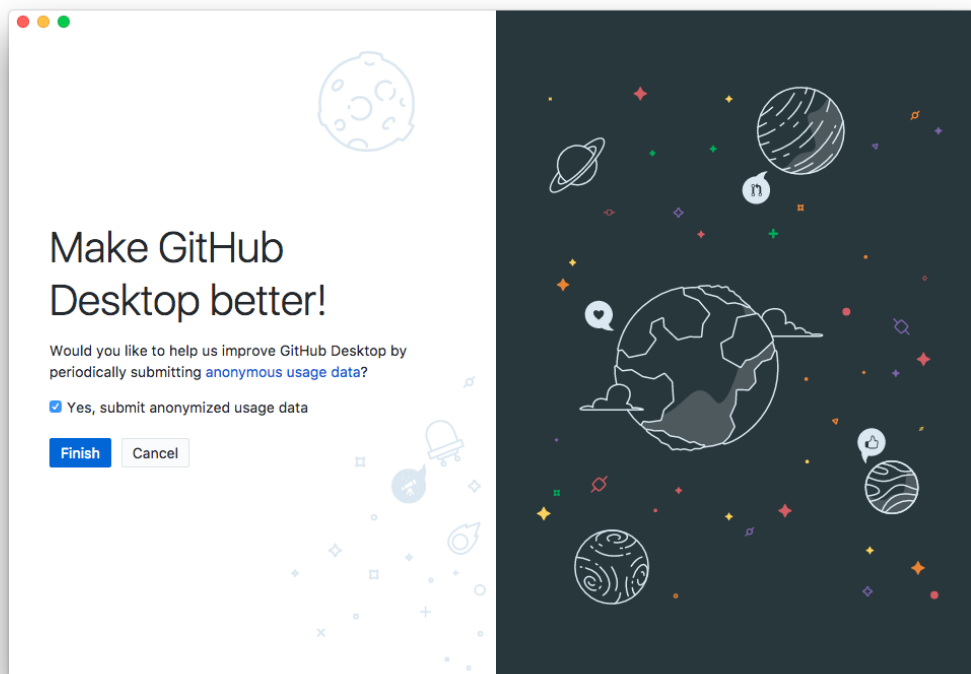 Make GitHub
Desktop better!
Would you like to help us improve GitHub Desktop by
periodically submitting anonymous usage data?
Yes, submit anonymized usage data
Finish
Cancel